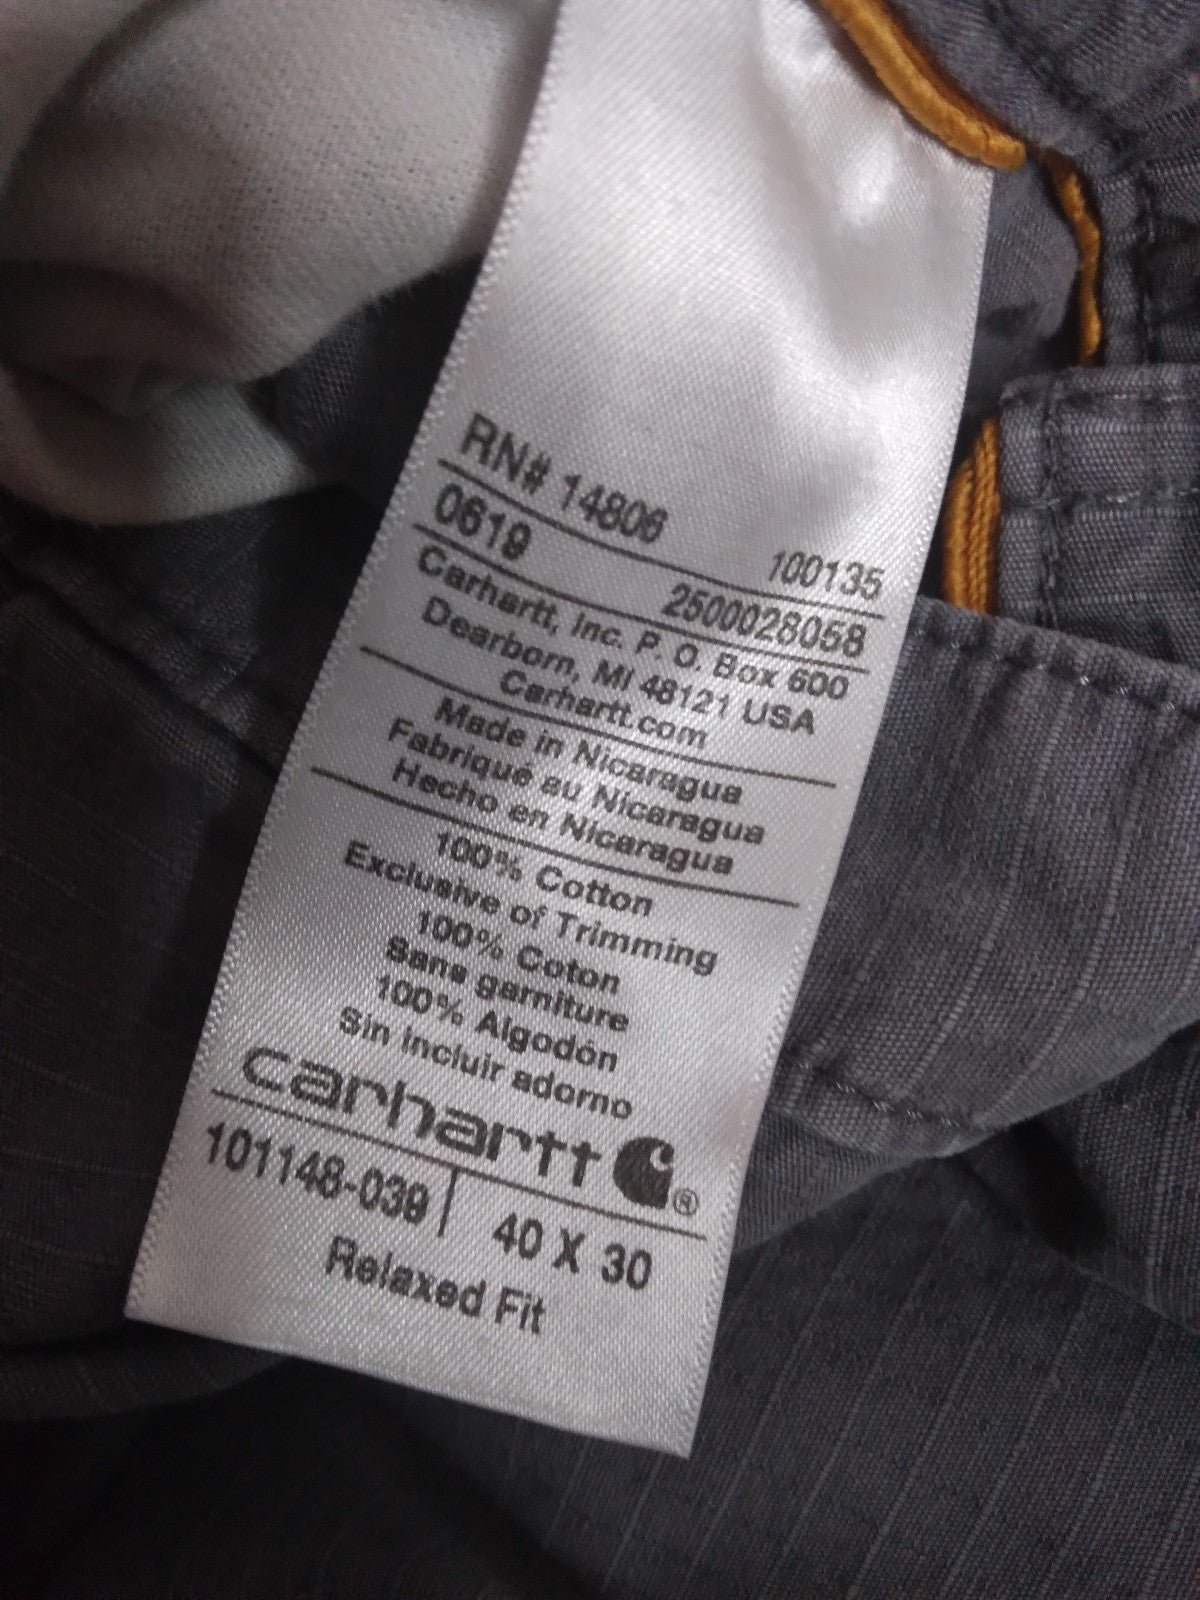 RN# 14806
100135
0619
2500028058
Carhartt, Inc. P. O. Box 600
Dearborn, MI 48121 USA
Carhartt.com
Made in Nicaragua
Fabriqué au Nicaragua
Hecho en Nicaragua
100% Cotton
Exclusive of Trimming
100% Coton
Sans garniture
100% Algodón
Sin incluir adorno
carhartt ®
101148-039 | 40 X 30
Relaxed Fit